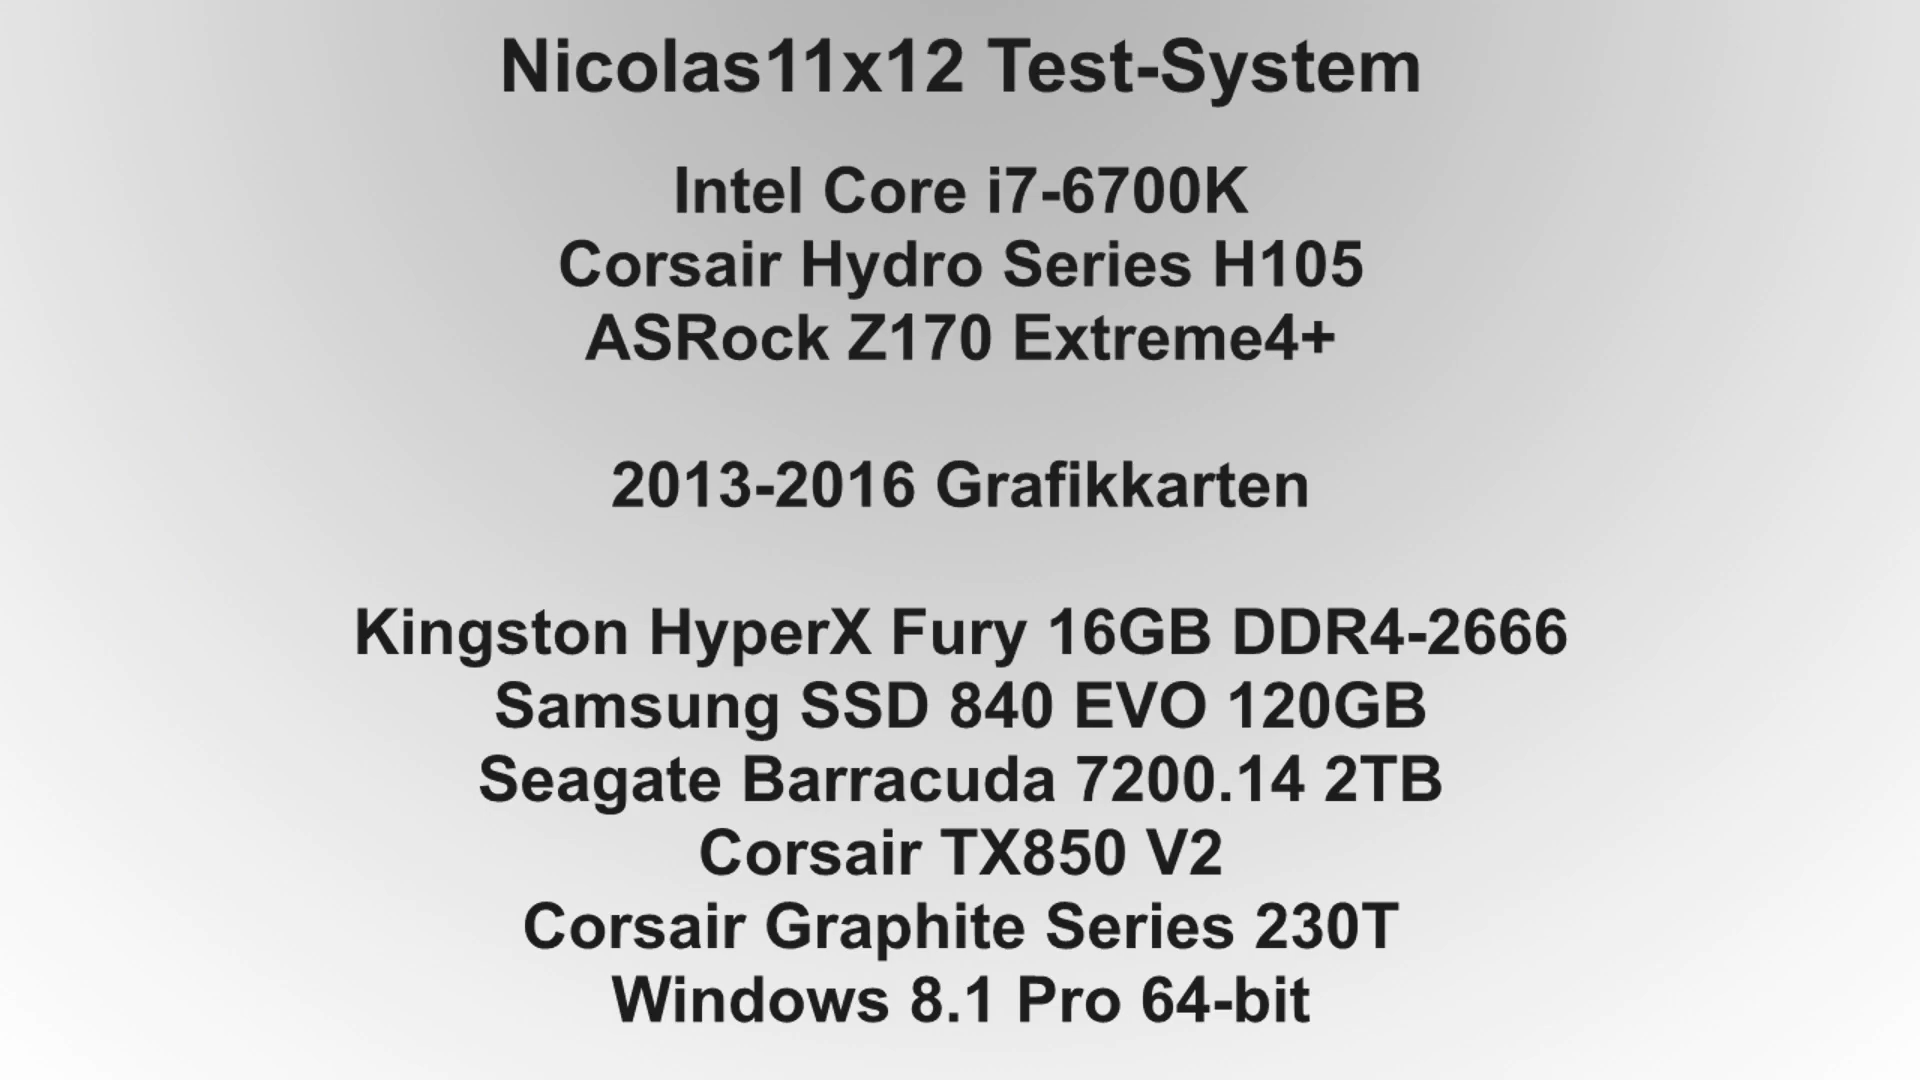 Nicolas11x12 Test-System
Intel Core i7-6700K
Corsair Hydro Series H105
ASRock Z170 Extreme4+
2013-2016 Grafikkarten
Kingston HyperX Fury 16GB DDR4-2666
Samsung SSD 840 EVO 120GB
Seagate Barracuda 7200.14 2TB
Corsair TX850 V2
Corsair Graphite Series 230T
Windows 8.1 Pro 64-bit